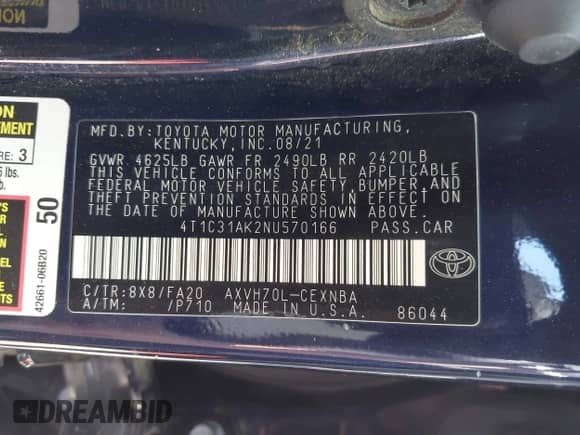 MFD.BY:TOYOTA MOTOR MANUFACTURING,
KENTUCKY, INC.08/21
GVWR 4625LB GAWR FR 2490LB RR 2420LB
THIS VEHICLE CONFORMS TO ALL APPLICABLE
FEDERAL MOTOR VEHICLE SAFETY,BUMPER,AND
THEFT PREVENTION STANDARDS IN EFFECT ON
THE DATE OF MANUFACTURE SHOWN ABOVE.
4T1C31AK2NU570166 PASS.CAR
C/TR:8X8/FA20 AXVH70L-CEXNBA
A/TM: /P710 MADE IN U.S.A. 86044
TOYOTA
ON
TEMENT
RE: 3
lbs.
50
42661-06B20
DREAMBID